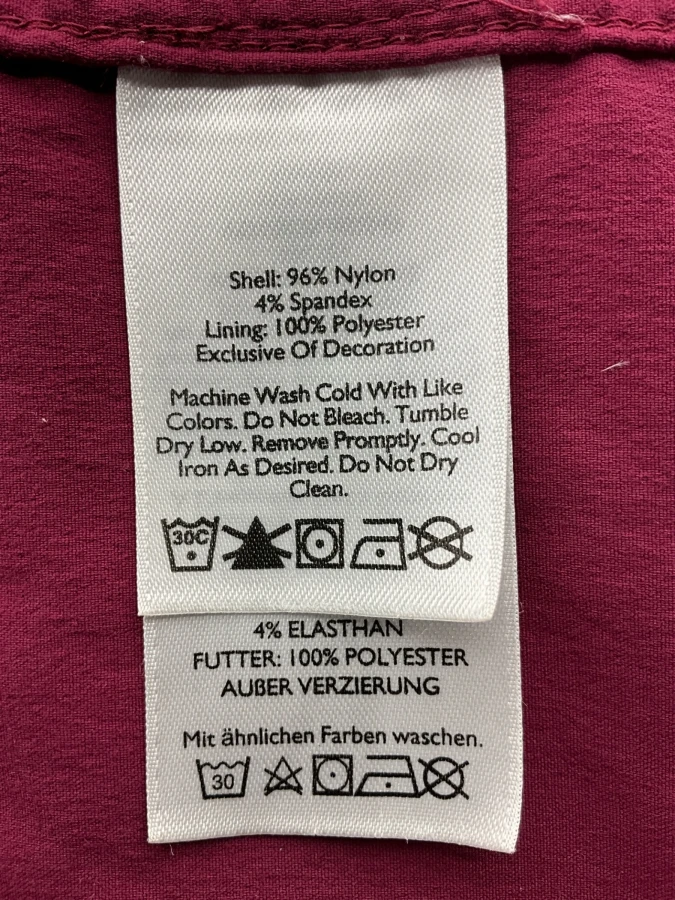 Shell: 96% Nylon
4% Spandex
Lining: 100% Polyester
Exclusive Of Decoration
Machine Wash Cold With Like
Colors. Do Not Bleach. Tumble
Dry Low. Remove Promptly. Cool
Iron As Desired. Do Not Dry
Clean.
30C
4% ELASTHAN
FUTTER: 100% POLYESTER
AUßER VERZIERUNG
Mit ähnlichen Farben waschen.
30